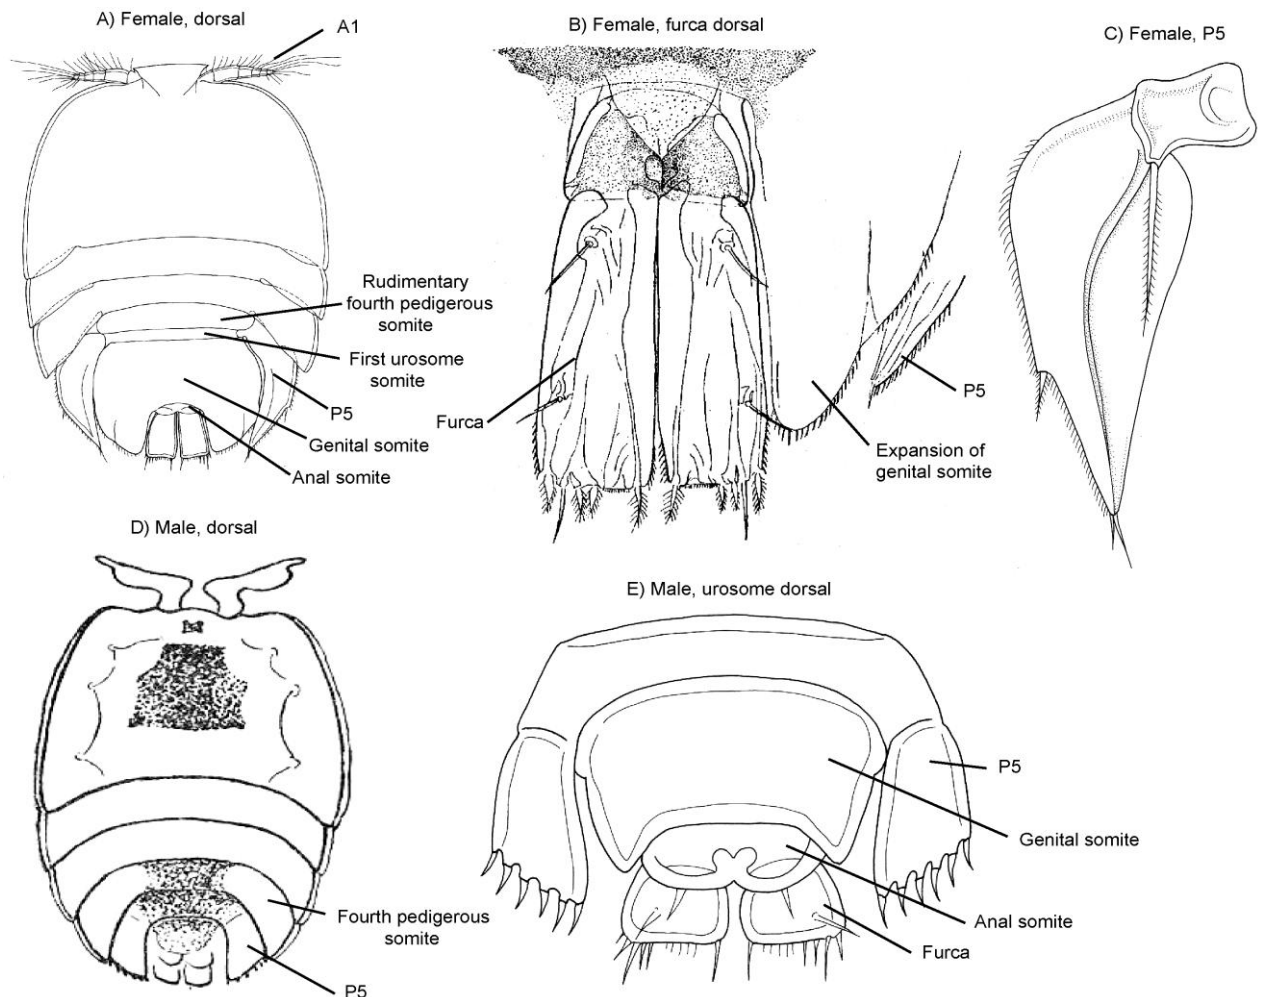 A) Female, dorsal
A1
Rudimentary
fourth pedigerous
somite
First urosome
somite
P5
Genital somite
Anal somite
B) Female, furca dorsal
Furca
P5
Expansion of
genital somite
C) Female, P5
D) Male, dorsal
Fourth pedigerous
somite
P5
E) Male, urosome dorsal
P5
Genital somite
Anal somite
Furca